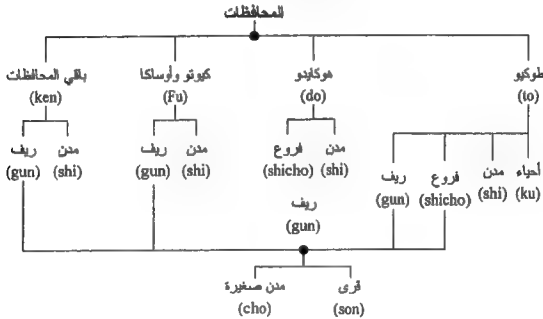 المحافظات
طوكيو
(to)
هوكايدو
(do)
كيوتو وأوساكا
(Fu)
باقي المحافظات
(ken)
أحياء
(ku)
مدن
(shi)
فروع
(shicho)
ريف
(gun)
مدن
(shi)
فروع
(shicho)
مدن
(shi)
ريف
(gun)
مدن
(shi)
ريف
(gun)
ريف
(gun)
قرى
(son)
مدن صغيرة
(cho)